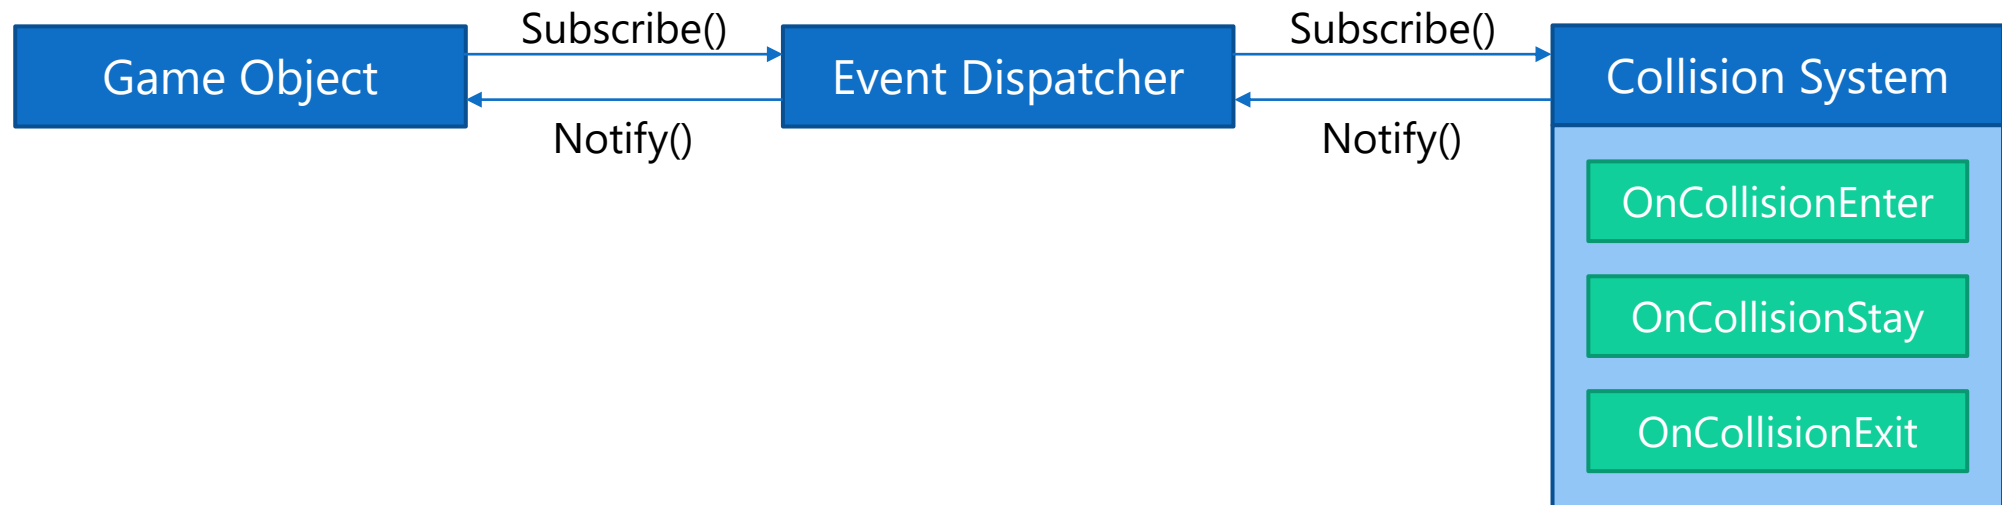 Subscribe()
Subscribe()
Game Object
Event Dispatcher
Collision System
Notify()
Notify()
OnCollisionEnter
OnCollisionStay
OnCollisionExit